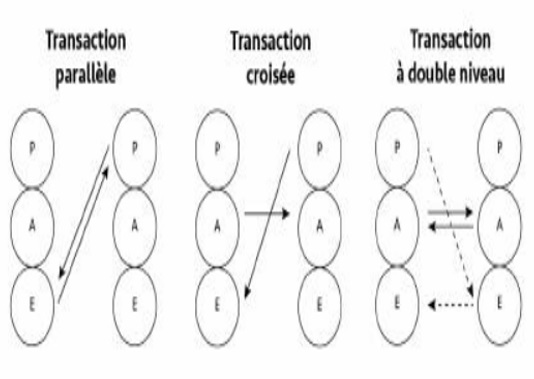 Transaction
parallèle
Transaction
croisée
Transaction
à double niveau
P P P P P P
A A A A A A
E E E E E E